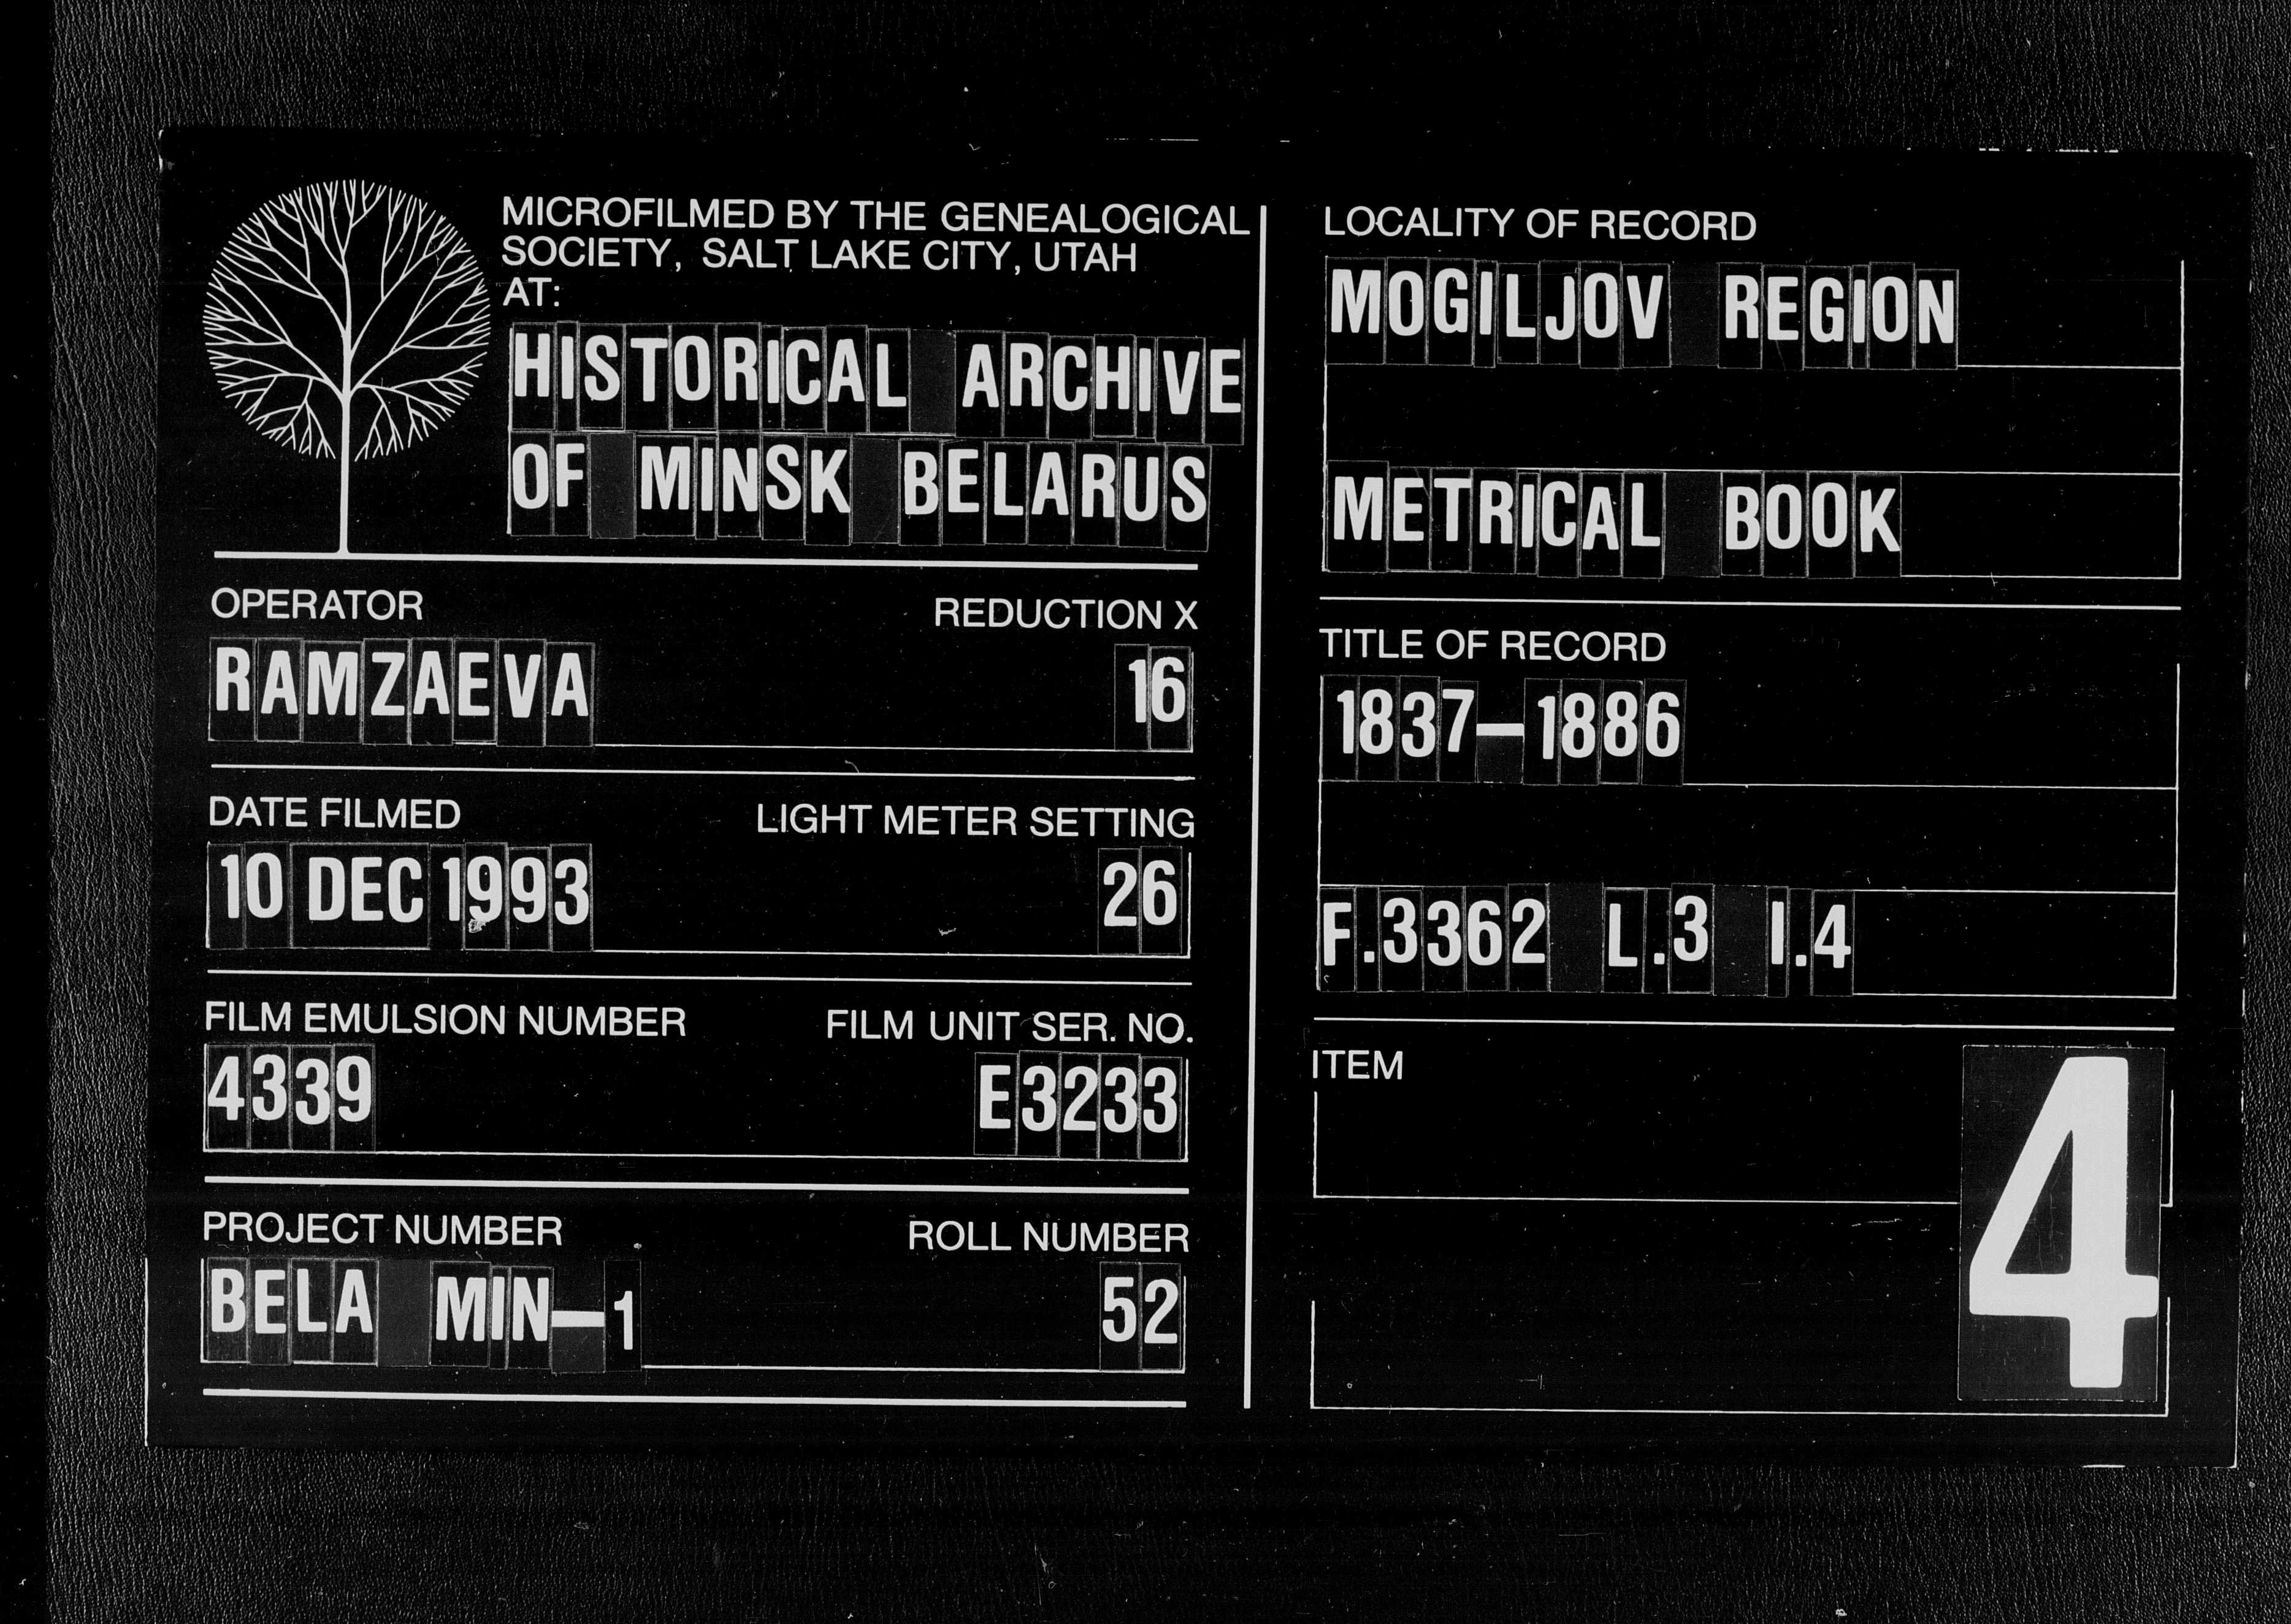 MICROFILMED BY THE GENEALOGICAL
SOCIETY, SALT LAKE CITY, UTAH
AT:
HISTORICAL ARCHIVE
OF MINSK BELARUS
OPERATOR REDUCTION X
RAMZAEVA 16
DATE FILMED LIGHT METER SETTING
10 DEC 1993 26
FILM EMULSION NUMBER FILM UNIT SER. NO.
4339 E3233
PROJECT NUMBER ROLL NUMBER
BELA MIN-1 52
LOCALITY OF RECORD
MOGILJOV REGION
METRICAL BOOK
TITLE OF RECORD
1837-1886
F.3362 L.3 I.4
ITEM
4